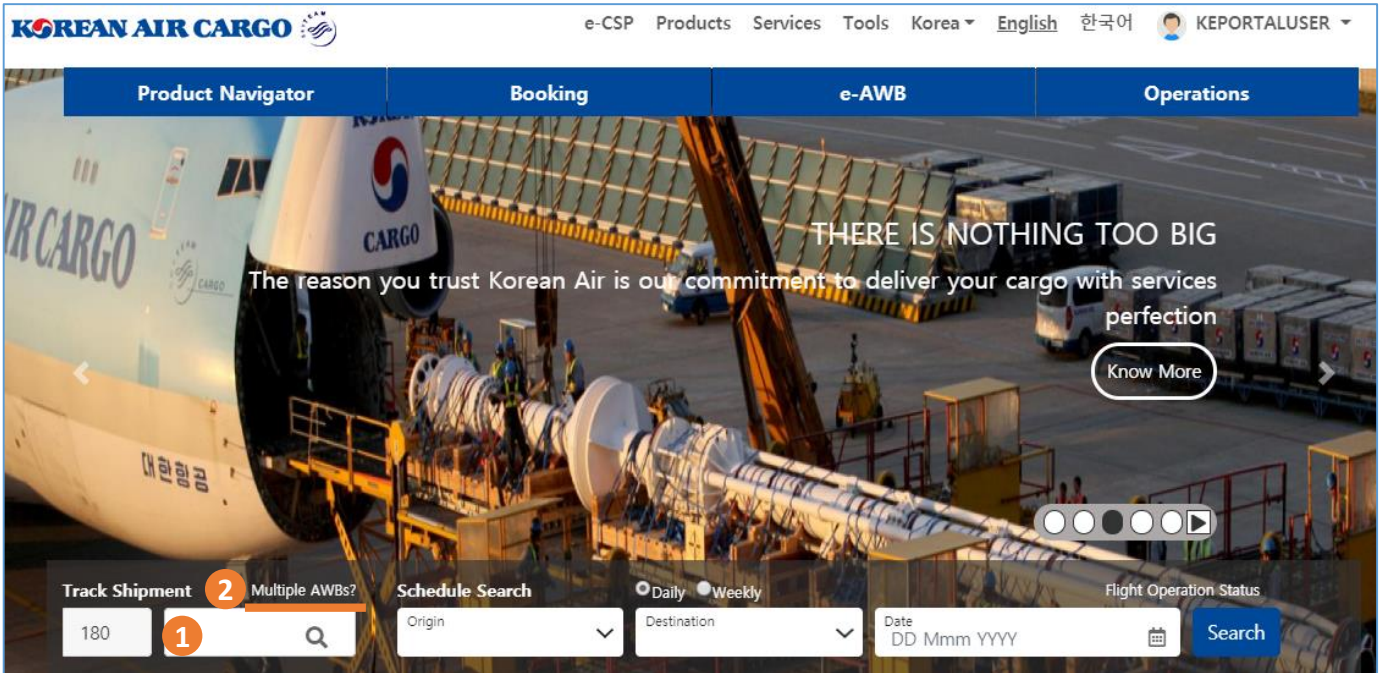 KOREAN AIR CARGO
e-CSP Products Services Tools Korea English 한국어 KEPORTALUSER
Product Navigator Booking e-AWB Operations
CARGO
IR CARGO
CARGO
THERE IS NOTHING TOO BIG
The reason you trust Korean Air is our commitment to deliver your cargo with services
perfection
Know More
대한항공
Track Shipment 2 Multiple AWBs? Schedule Search Daily Weekly Flight Operation Status
180 1 Origin Destination Date
DD Mmm YYYY Search